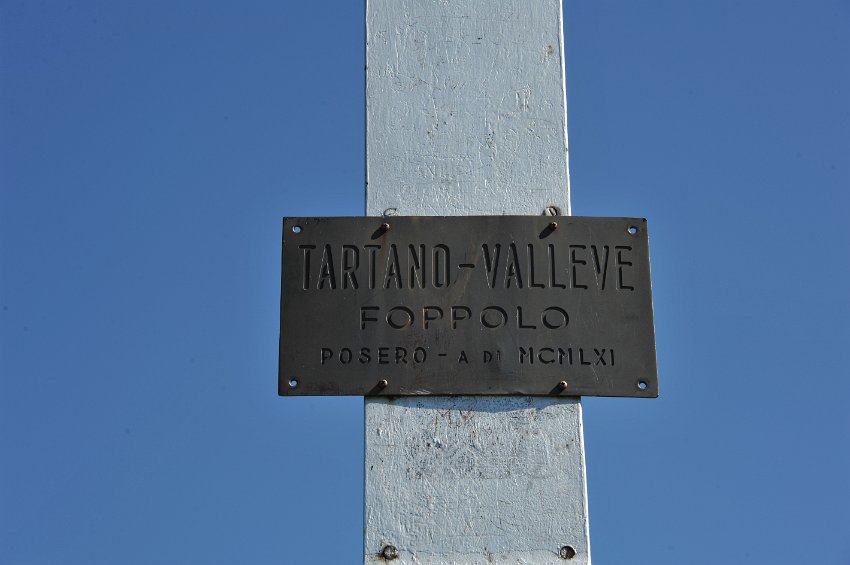 TARTANO-VALLEVE
FOPPOLO
POSERO - A DI MCMLXI